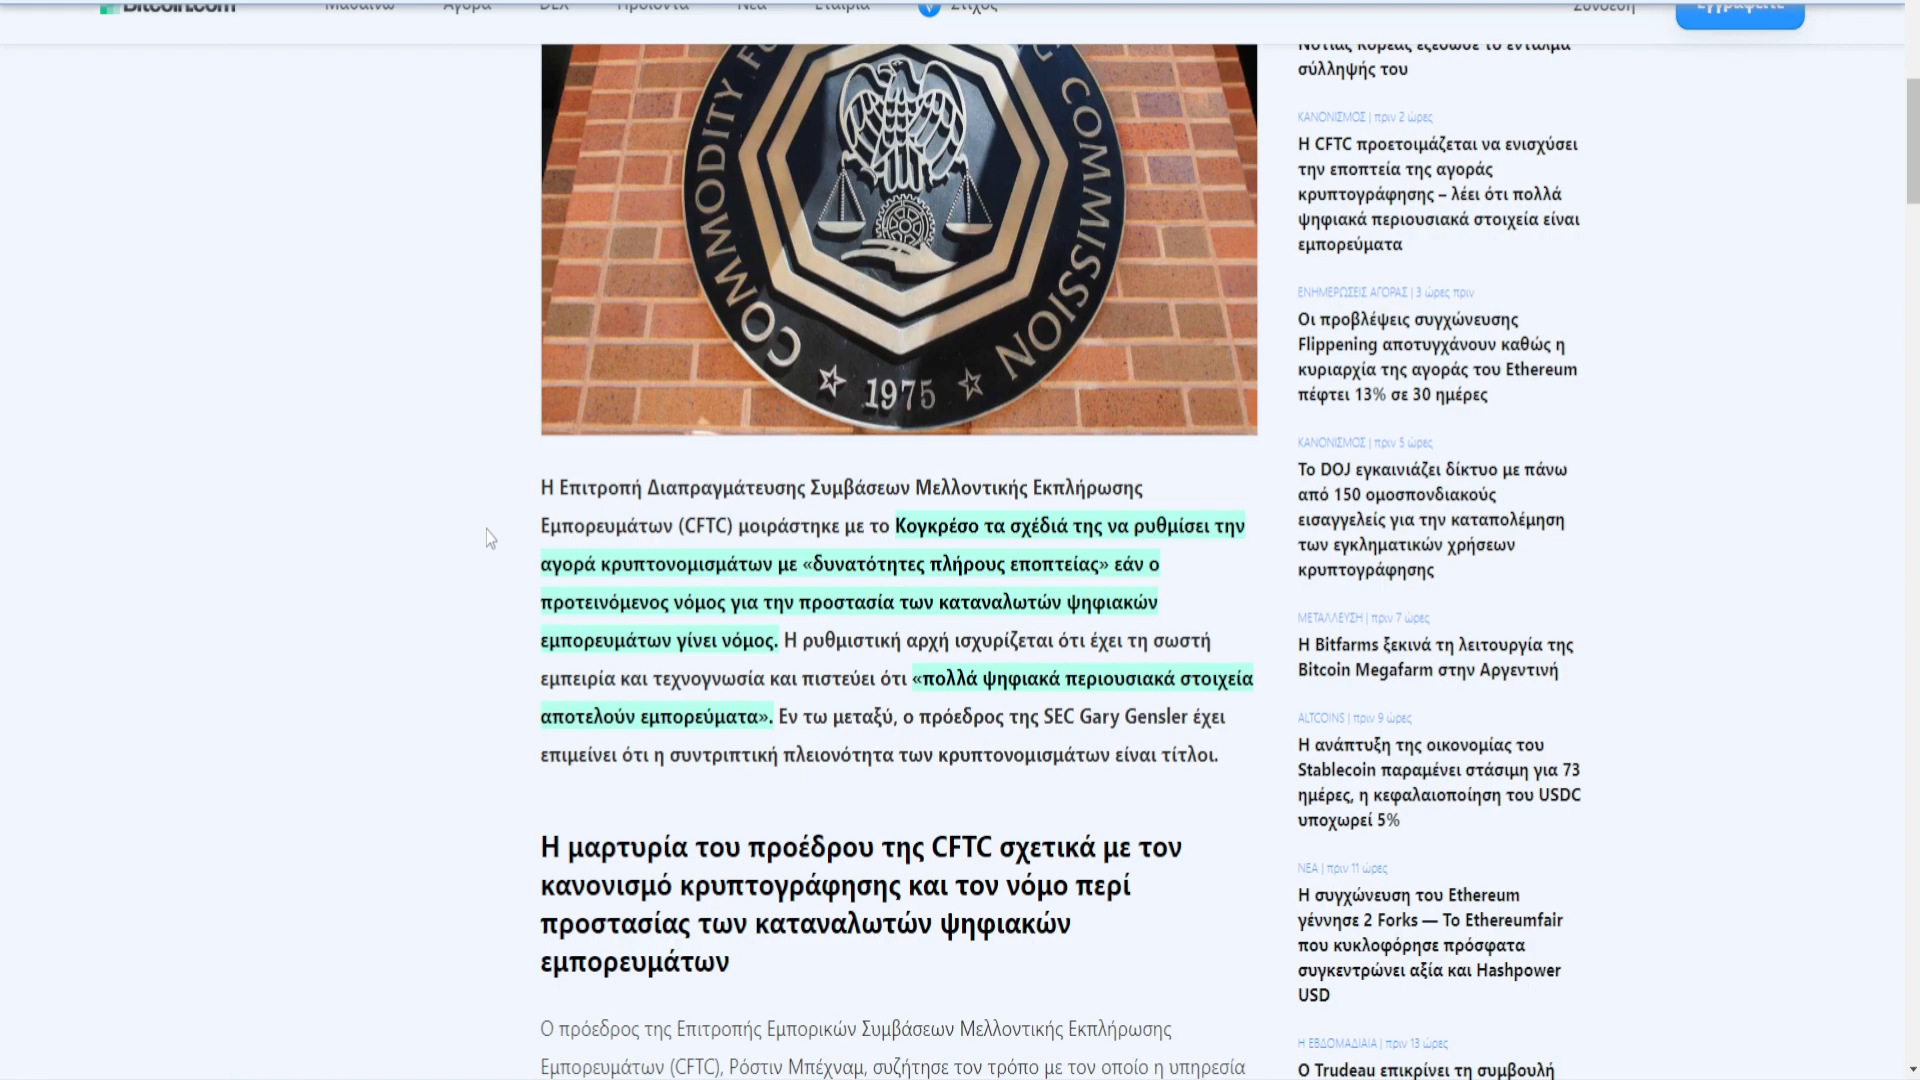 Bitcoin.com
Μαθαίνω
Αγορά
DEX
Προϊόντα
Νέα
Εταιρία
Στίχος
Σύνδεση
Εγγραφείτε
COMMODITY FU
G COMMISSION
1975
Η Επιτροπή Διαπραγμάτευσης Συμβάσεων Μελλοντικής Εκπλήρωσης
Εμπορευμάτων (CFTC) μοιράστηκε με το Κογκρέσο τα σχέδιά της να ρυθμίσει την
αγορά κρυπτονομισμάτων με «δυνατότητες πλήρους εποπτείας» εάν ο
προτεινόμενος νόμος για την προστασία των καταναλωτών ψηφιακών
εμπορευμάτων γίνει νόμος. Η ρυθμιστική αρχή ισχυρίζεται ότι έχει τη σωστή
εμπειρία και τεχνογνωσία και πιστεύει ότι «πολλά ψηφιακά περιουσιακά στοιχεία
αποτελούν εμπορεύματα». Εν τω μεταξύ, ο πρόεδρος της SEC Gary Gensler έχει
επιμείνει ότι η συντριπτική πλειονότητα των κρυπτονομισμάτων είναι τίτλοι.
Η μαρτυρία του προέδρου της CFTC σχετικά με τον
κανονισμό κρυπτογράφησης και τον νόμο περί
προστασίας των καταναλωτών ψηφιακών
εμπορευμάτων
Ο πρόεδρος της Επιτροπής Εμπορικών Συμβάσεων Μελλοντικής Εκπλήρωσης
Εμπορευμάτων (CFTC), Ρόστιν Μπέχναμ, συζήτησε τον τρόπο με τον οποίο η υπηρεσία
Νότιας Κορέας εξέδωσε το ένταλμα
σύλληψής του
ΚΑΝΟΝΙΣΜΟΣ | πριν 2 ώρες
Η CFTC προετοιμάζεται να ενισχύσει
την εποπτεία της αγοράς
κρυπτογράφησης – λέει ότι πολλά
ψηφιακά περιουσιακά στοιχεία είναι
εμπορεύματα
ΕΝΗΜΕΡΩΣΕΙΣ ΑΓΟΡΑΣ | 3 ώρες πριν
Οι προβλέψεις συγχώνευσης
Flippening αποτυγχάνουν καθώς η
κυριαρχία της αγοράς του Ethereum
πέφτει 13% σε 30 ημέρες
ΚΑΝΟΝΙΣΜΟΣ | πριν 5 ώρες
Το DOJ εγκαινιάζει δίκτυο με πάνω
από 150 ομοσπονδιακούς
εισαγγελείς για την καταπολέμηση
των εγκληματικών χρήσεων
κρυπτογράφησης
ΜΕΤΑΛΛΕΥΣΗ | πριν 7 ώρες
Η Bitfarms ξεκινά τη λειτουργία της
Bitcoin Megafarm στην Αργεντινή
ALTCOINS | πριν 9 ώρες
Η ανάπτυξη της οικονομίας του
Stablecoin παραμένει στάσιμη για 73
ημέρες, η κεφαλαιοποίηση του USDC
υποχωρεί 5%
ΝΕΑ | πριν 11 ώρες
Η συγχώνευση του Ethereum
γέννησε 2 Forks — Το Ethereumfair
που κυκλοφόρησε πρόσφατα
συγκεντρώνει αξία και Hashpower
USD
Η ΕΒΔΟΜΑΔΙΑΙΑ | πριν 13 ώρες
Ο Trudeau επικρίνει τη συμβουλή